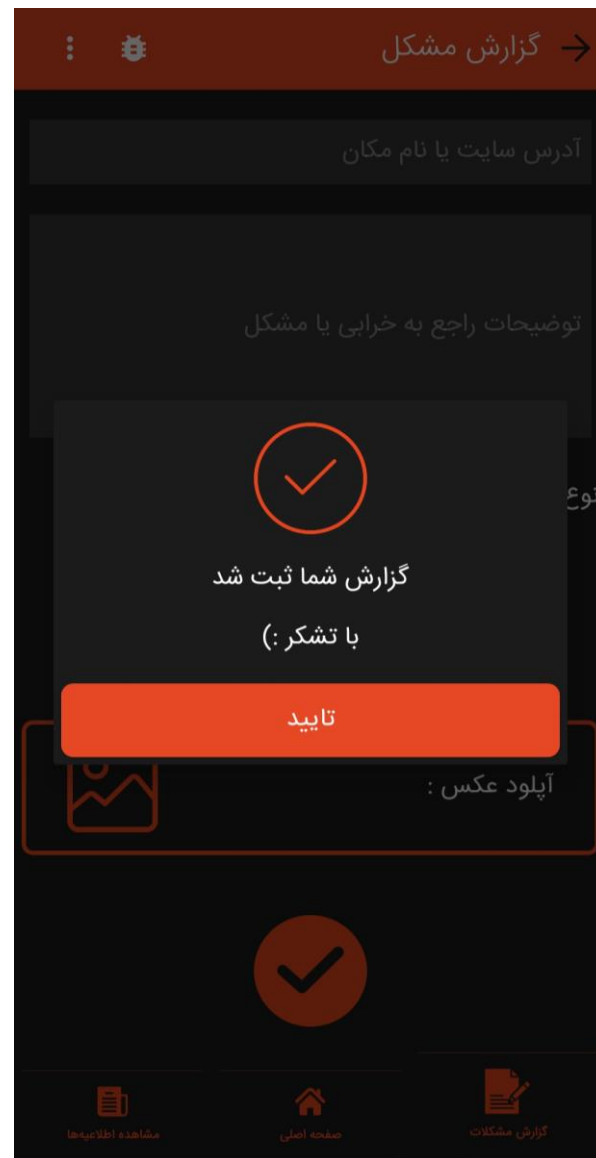 گزارش مشکل
آدرس سایت یا نام مکان
توضیحات راجع به خرابی یا مشکل
نوع
گزارش شما ثبت شد
با تشکر :)
تایید
آپلود عکس :
گزارش مشکلات
صفحه اصلی
مشاهده اطلاعیه‌ها